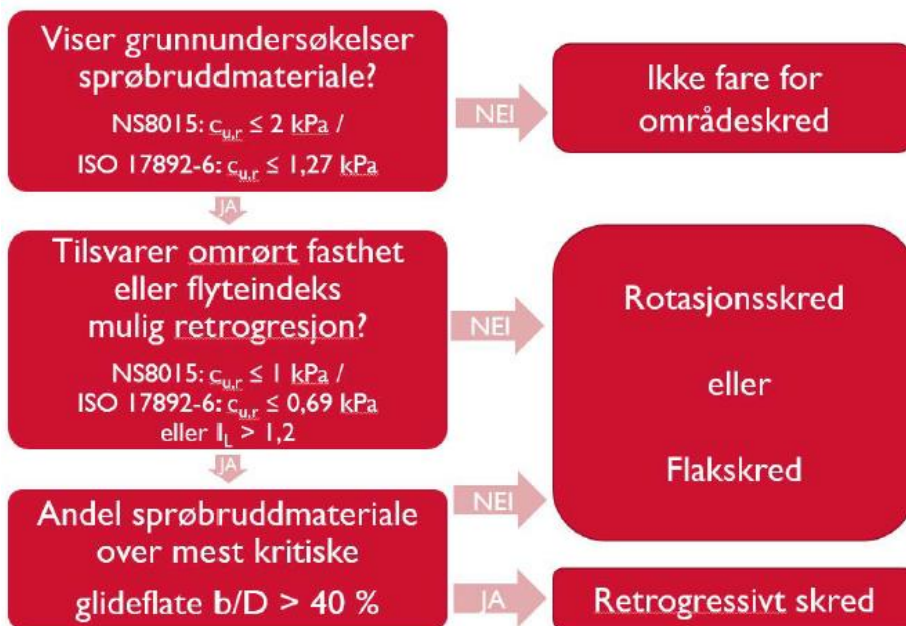 Viser grunnundersøkelser
sprøbruddmateriale?
NS8015: cu,r ≤ 2 kPa /
ISO 17892-6: cu,r ≤ 1,27 kPa
NEI
Ikke fare for
områdeskred
JA
Tilsvarer omrørt fasthet
eller flyteindeks
mulig retrogresjon?
NS8015: cu,r ≤ 1 kPa /
ISO 17892-6: cu,r ≤ 0,69 kPa
eller IL > 1,2
NEI
Rotasjonsskred
eller
Flakskred
JA
Andel sprøbruddmateriale
over mest kritiske
glideflate b/D > 40 %
NEI
JA
Retrogressivt skred